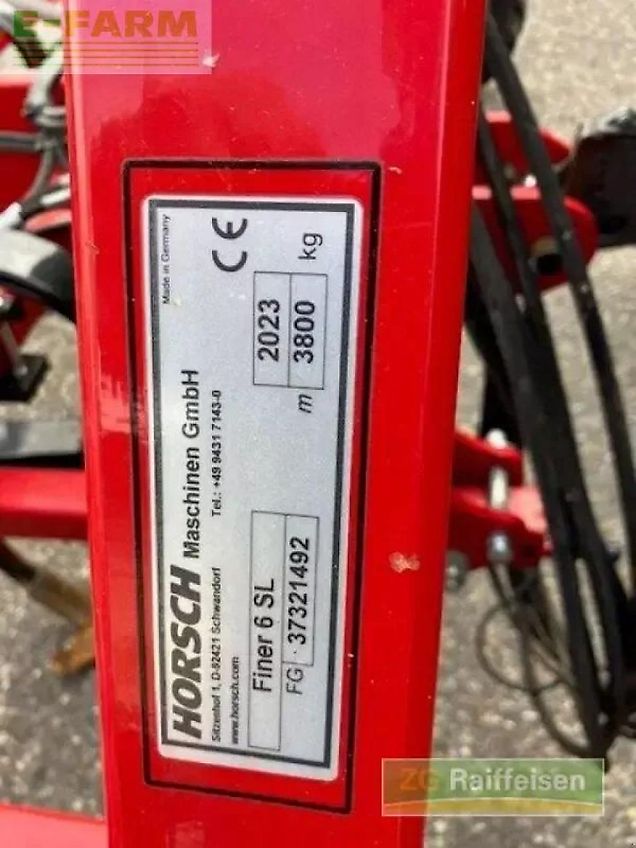 E-FARM
HORSCH Maschinen GmbH
Sitzenhof 1, D-92421 Schwandorf Tel.: +49 9431 7143-0 Made in Germany
www.horsch.com
CE
Finer 6 SL 2023
FG 37321492 m 3800 kg
ZG Raiffeisen